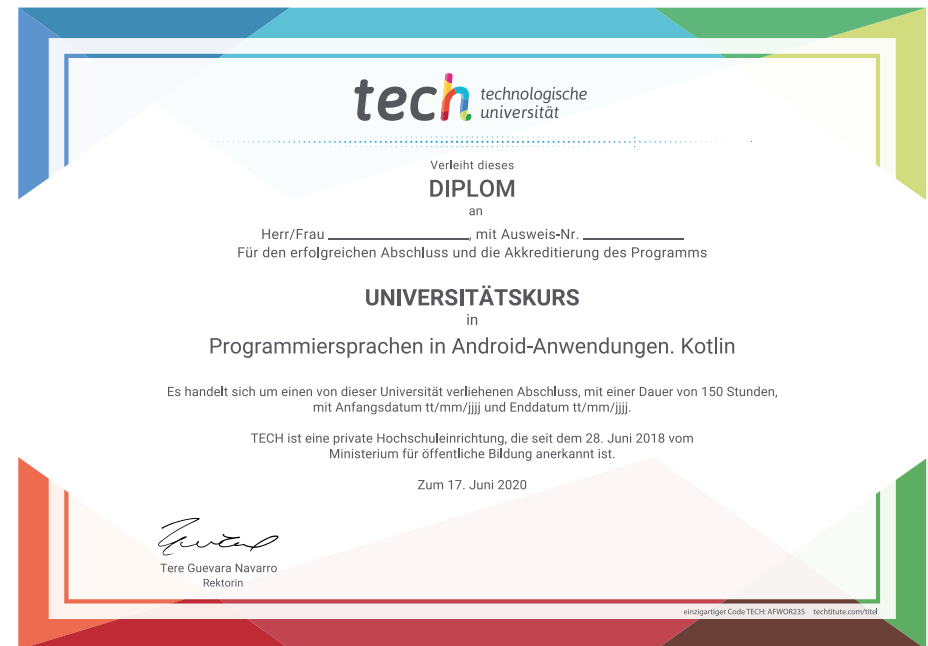 tech technologische
universität
Verleiht dieses
DIPLOM
an
Herr/Frau ____________, mit Ausweis-Nr. ____________
Für den erfolgreichen Abschluss und die Akkreditierung des Programms
UNIVERSITÄTSKURS
in
Programmiersprachen in Android-Anwendungen. Kotlin
Es handelt sich um einen von dieser Universität verliehenen Abschluss, mit einer Dauer von 150 Stunden,
mit Anfangsdatum tt/mm/jjjj und Enddatum tt/mm/jjjj.
TECH ist eine private Hochschuleinrichtung, die seit dem 28. Juni 2018 vom
Ministerium für öffentliche Bildung anerkannt ist.
Zum 17. Juni 2020
Tere Guevara Navarro
Rektorin
einzigartiger Code TECH: AFWOR23S techtitute.com/titel